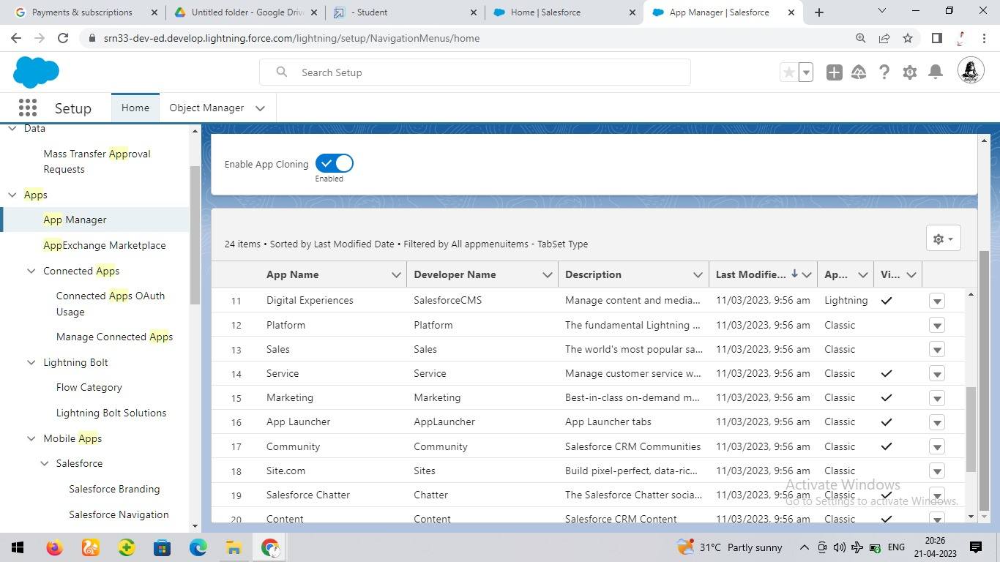 Payments & subscriptions
Untitled folder - Google Drive
- Student
Home | Salesforce
App Manager | Salesforce
srn33-dev-ed.develop.lightning.force.com/lightning/setup/NavigationMenus/home
Search Setup
Setup
Home
Object Manager
Data
Mass Transfer Approval
Requests
Apps
App Manager
AppExchange Marketplace
Connected Apps
Connected Apps OAuth
Usage
Manage Connected Apps
Lightning Bolt
Flow Category
Lightning Bolt Solutions
Mobile Apps
Salesforce
Salesforce Branding
Salesforce Navigation
Enable App Cloning
Enabled
24 items • Sorted by Last Modified Date • Filtered by All appmenuitems - TabSet Type
App Name Developer Name Description Last Modifie... Ap... Vi...
11 Digital Experiences SalesforceCMS Manage content and media... 11/03/2023, 9:56 am Lightning
12 Platform Platform The fundamental Lightning ... 11/03/2023, 9:56 am Classic
13 Sales Sales The world's most popular sa... 11/03/2023, 9:56 am Classic
14 Service Service Manage customer service w... 11/03/2023, 9:56 am Classic
15 Marketing Marketing Best-in-class on-demand m... 11/03/2023, 9:56 am Classic
16 App Launcher AppLauncher App Launcher tabs 11/03/2023, 9:56 am Classic
17 Community Community Salesforce CRM Communities 11/03/2023, 9:56 am Classic
18 Site.com Sites Build pixel-perfect, data-ric... 11/03/2023, 9:56 am Classic
19 Salesforce Chatter Chatter The Salesforce Chatter socia... 11/03/2023, 9:56 am Classic
20 Content Content Salesforce CRM Content 11/03/2023, 9:56 am Classic
Activate Windows
Go to Settings to activate Windows.
31°C Partly sunny
ENG
20:26
21-04-2023